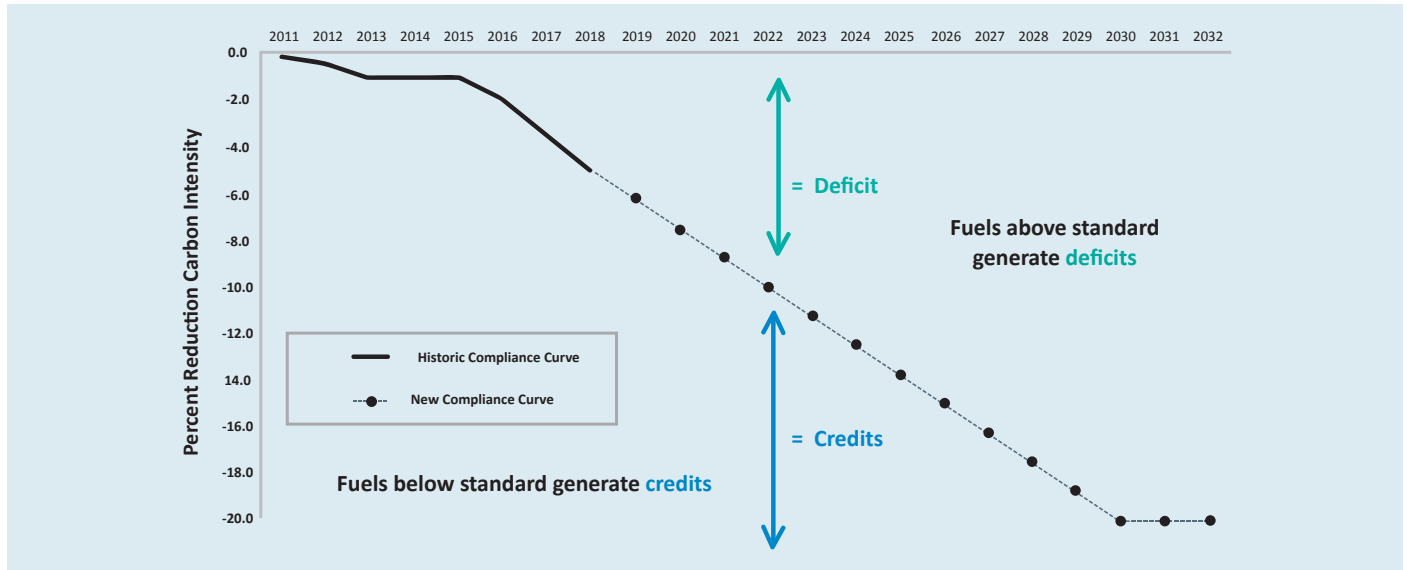 2011 2012 2013 2014 2015 2016 2017 2018 2019 2020 2021 2022 2023 2024 2025 2026 2027 2028 2029 2030 2031 2032
Percent Reduction Carbon Intensity
0.0
-2.0
-4.0
-6.0
-8.0
-10.0
-12.0
14.0
-16.0
-18.0
-20.0
= Deficit
Fuels above standard
generate deficits
Historic Compliance Curve
New Compliance Curve
= Credits
Fuels below standard generate credits